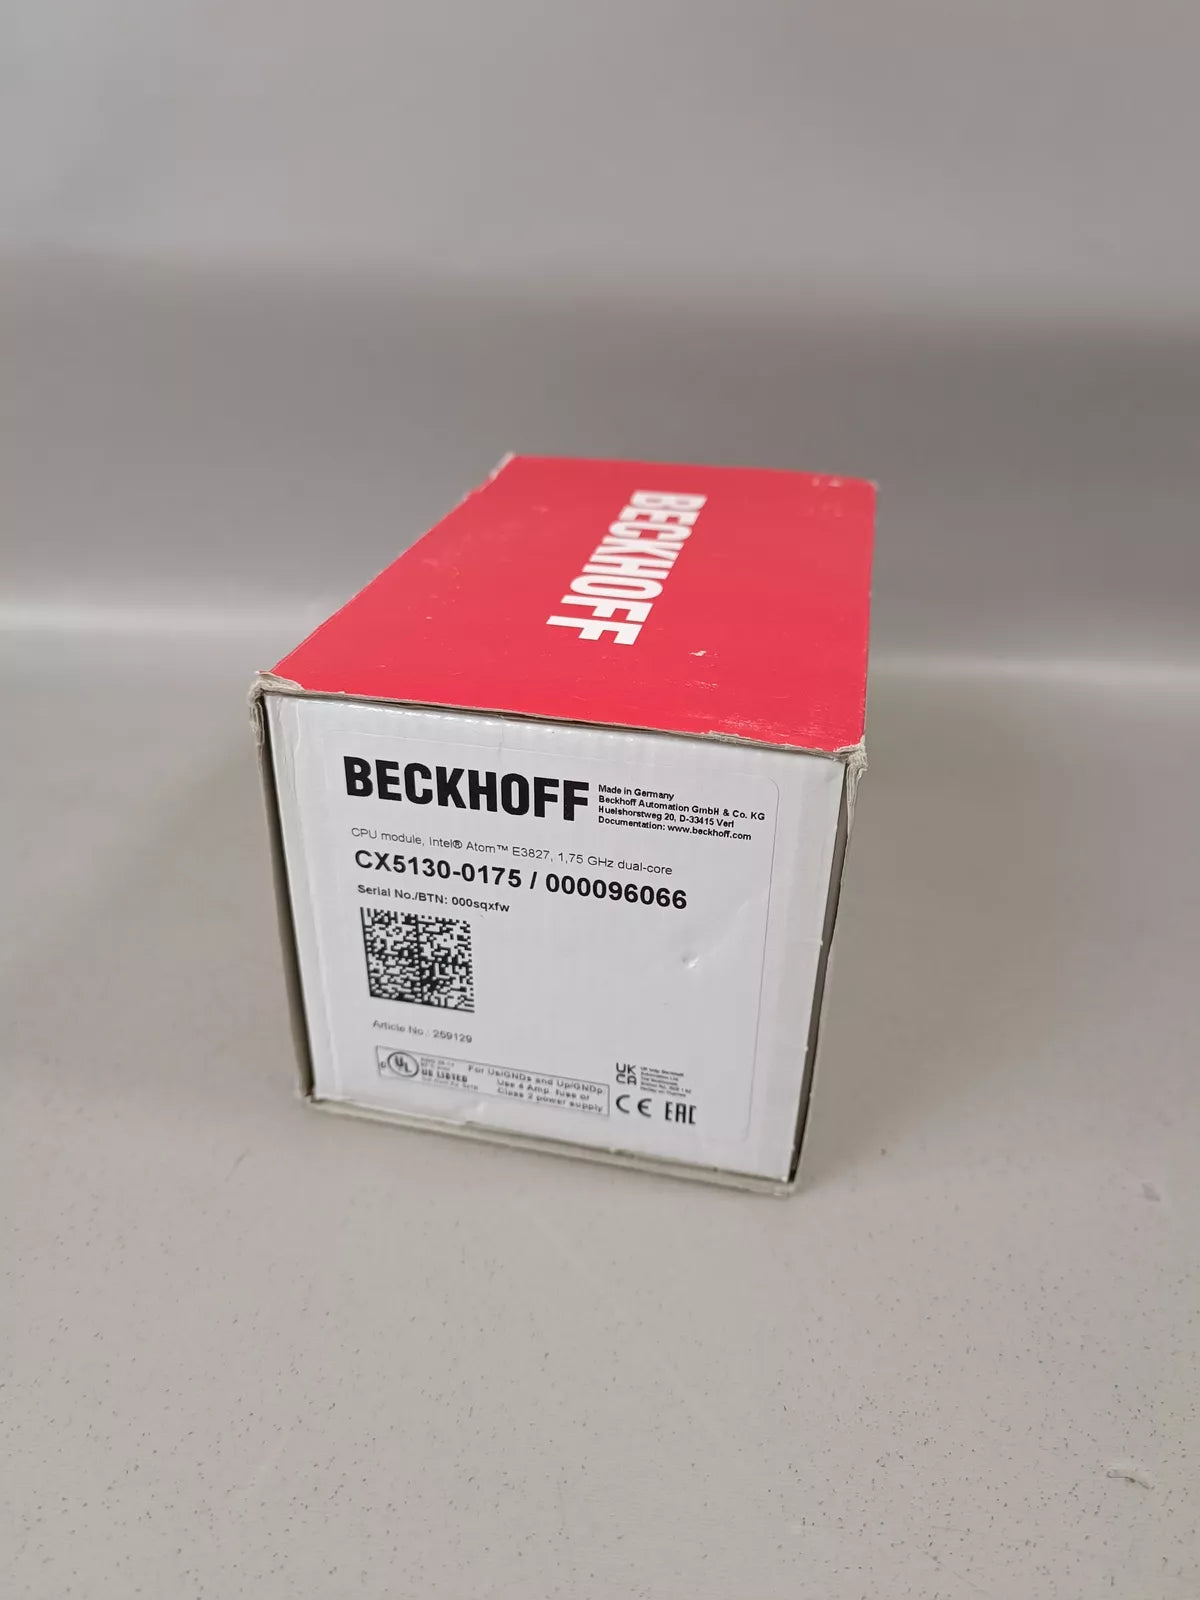 BECKHOFF
BECKHOFF
Made in Germany
Beckhoff Automation GmbH & Co. KG
Huelshorstweg 20, D-33415 Verl
Documentation: www.beckhoff.com
CPU module, Intel® Atom™ E3827, 1,75 GHz dual-core
CX5130-0175 / 000096066
Serial No./BTN: 000sqxfw
Article No.: 259129
UL
LISTED
For Us/GNDs and Up/GNDp
Use 4 Amp. fuse or
Class 2 power supply
UK
CA
CE EAC